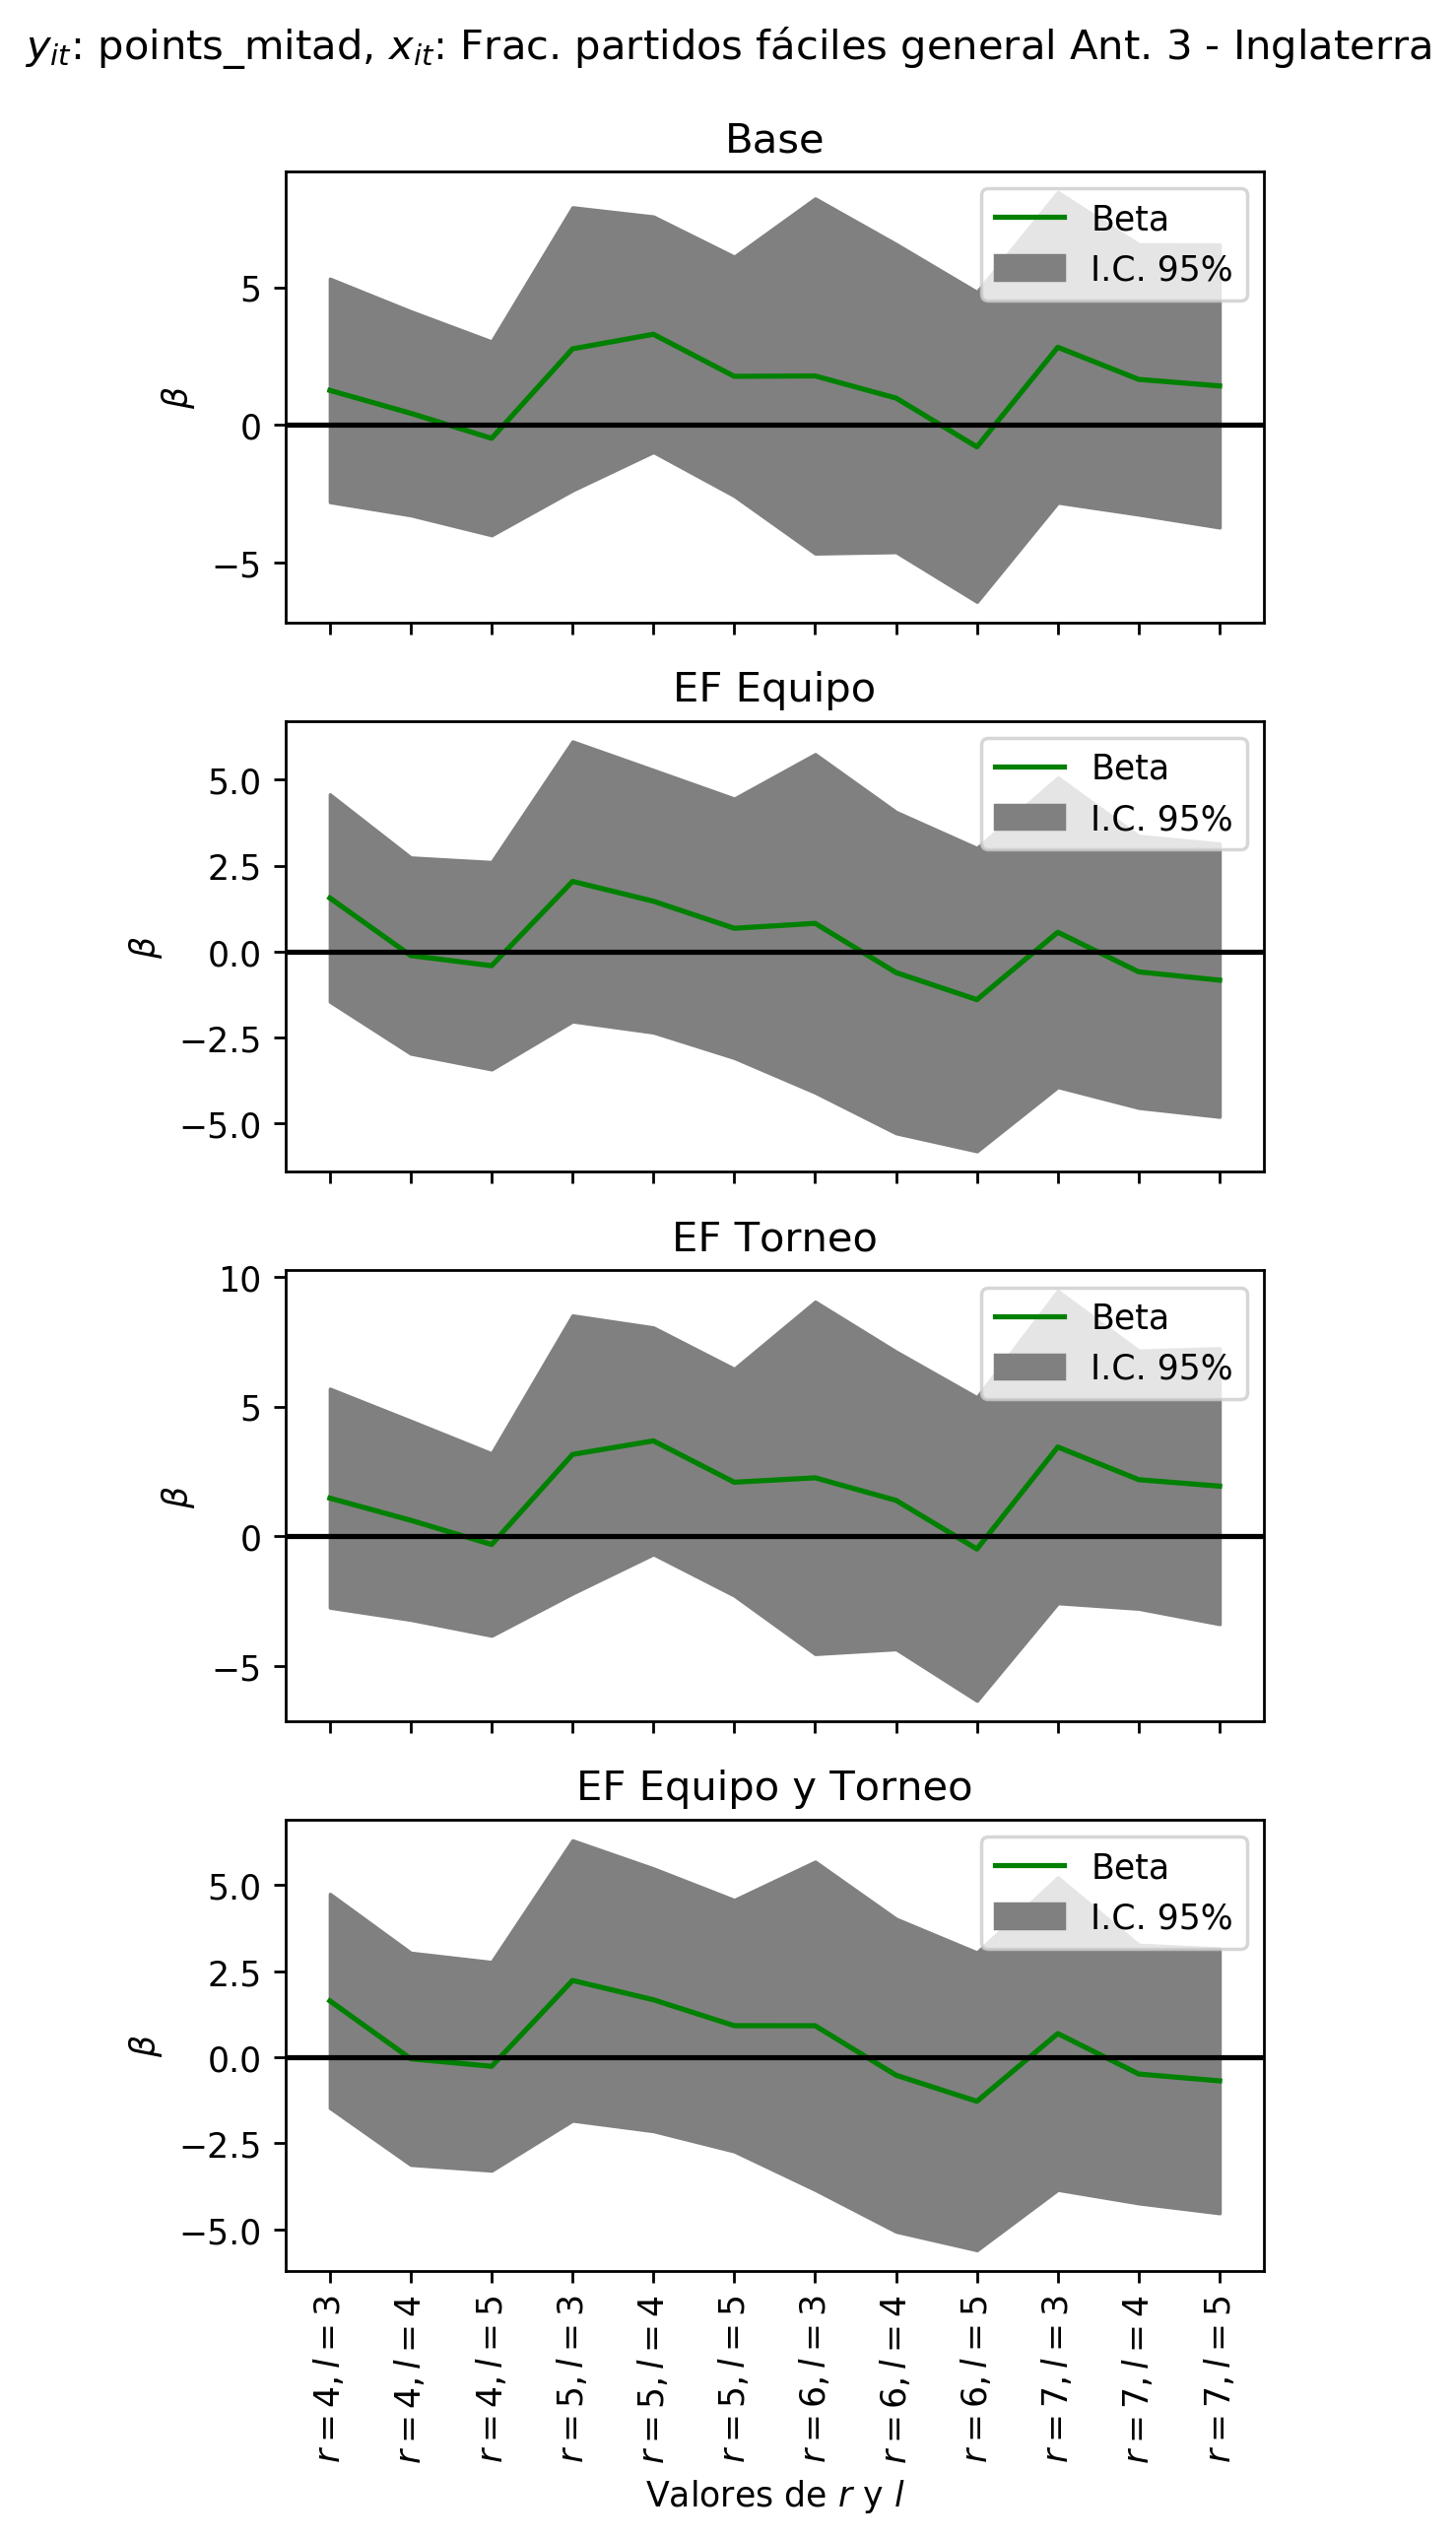 y_it: points_mitad, x_it: Frac. partidos fáciles general Ant. 3 - Inglaterra
Base
Beta
I.C. 95%
5
0
−5
β
EF Equipo
Beta
I.C. 95%
5.0
2.5
0.0
−2.5
−5.0
β
EF Torneo
Beta
I.C. 95%
10
5
0
−5
β
EF Equipo y Torneo
Beta
I.C. 95%
5.0
2.5
0.0
−2.5
−5.0
β
r = 4, l = 3
r = 4, l = 4
r = 4, l = 5
r = 5, l = 3
r = 5, l = 4
r = 5, l = 5
r = 6, l = 3
r = 6, l = 4
r = 6, l = 5
r = 7, l = 3
r = 7, l = 4
r = 7, l = 5
Valores de r y l